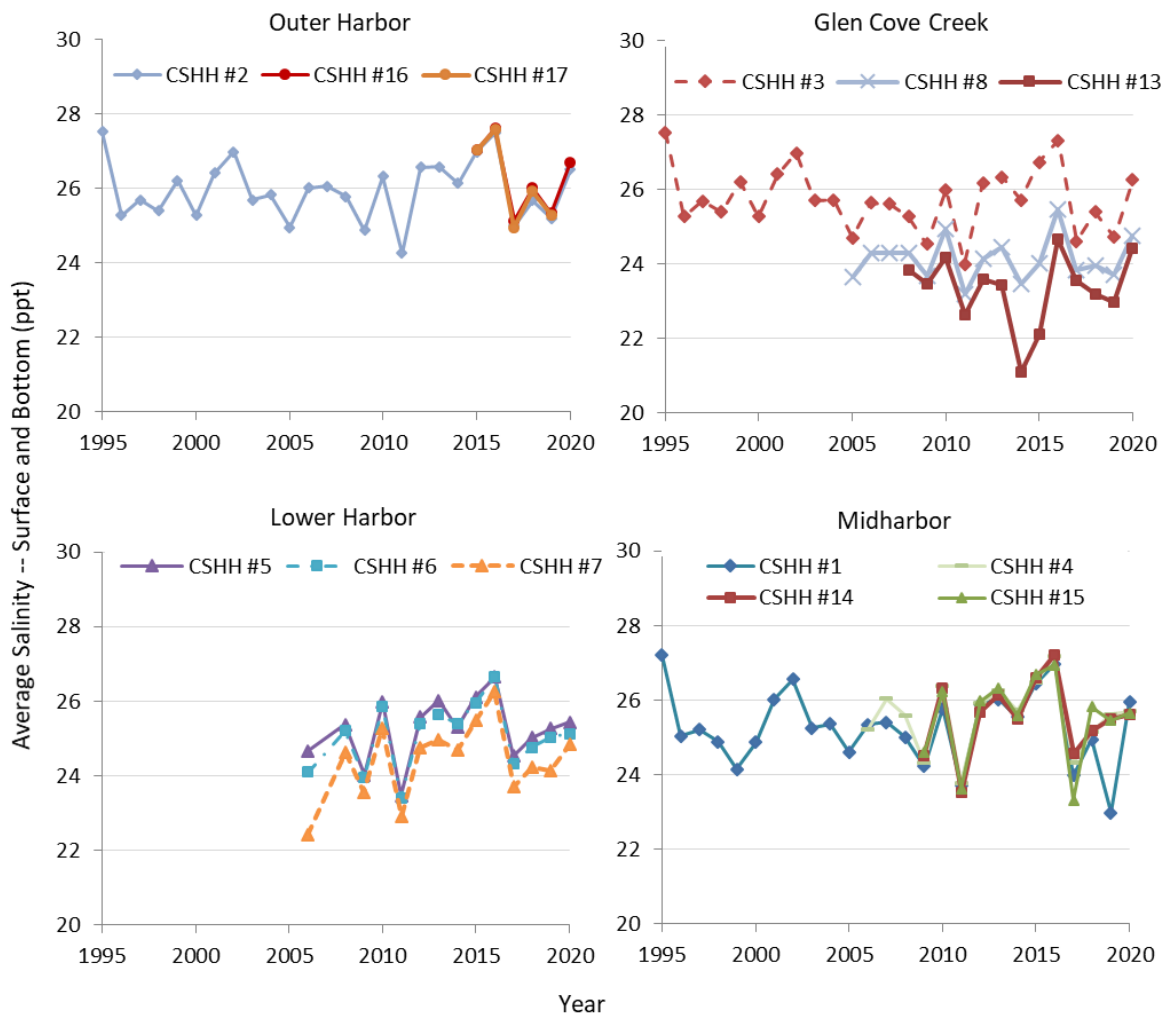 Outer Harbor
30
CSHH #2 CSHH #16 CSHH #17
28
26
24
22
20
1995 2000 2005 2010 2015 2020
Glen Cove Creek
30
CSHH #3 CSHH #8 CSHH #13
28
26
24
22
20
1995 2000 2005 2010 2015 2020
Average Salinity -- Surface and Bottom (ppt)
Lower Harbor
30
CSHH #5 CSHH #6 CSHH #7
28
26
24
22
20
1995 2000 2005 2010 2015 2020
Midharbor
30
CSHH #1 CSHH #4
CSHH #14 CSHH #15
28
26
24
22
20
1995 2000 2005 2010 2015 2020
Year